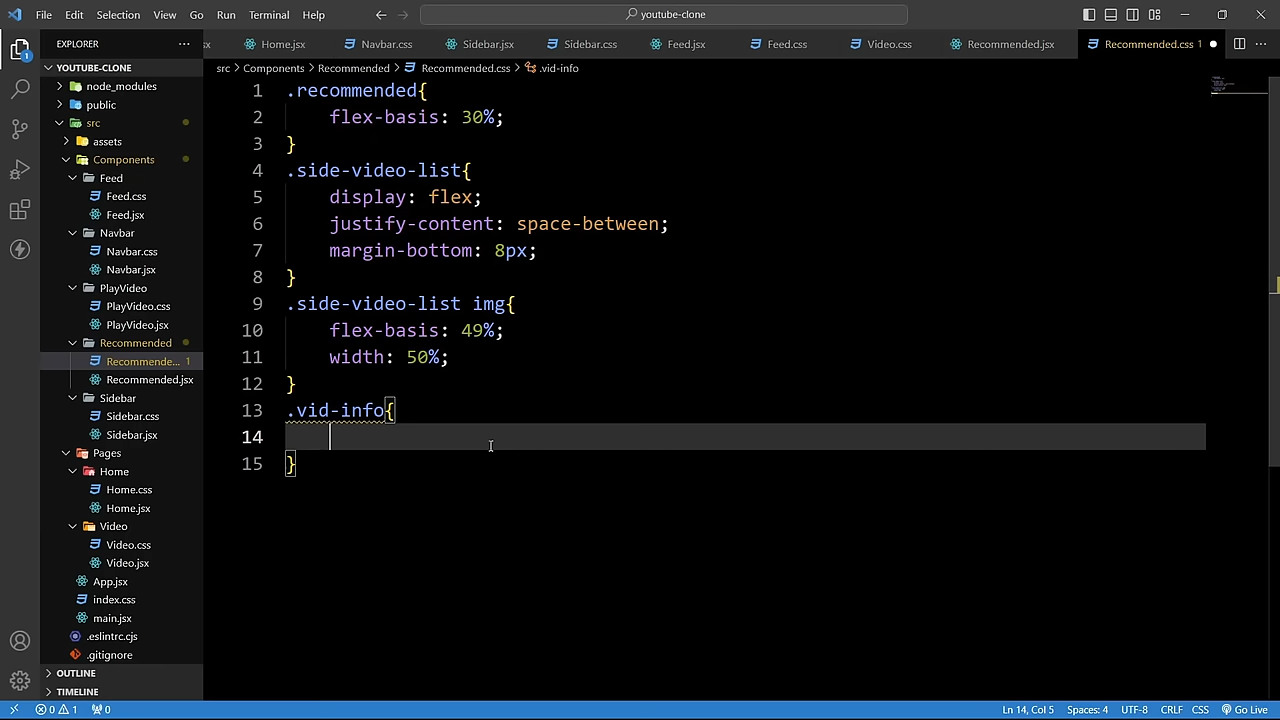 File Edit Selection View Go Run Terminal Help youtube-clone
EXPLORER
sx Home.jsx Navbar.css Sidebar.jsx Sidebar.css Feed.jsx Feed.css Video.css Recommended.jsx Recommended.css 1
YOUTUBE-CLONE
src > Components > Recommended > Recommended.css > .vid-info
node_modules
public
src
assets
Components
Feed
Feed.css
Feed.jsx
Navbar
Navbar.css
Navbar.jsx
PlayVideo
PlayVideo.css
PlayVideo.jsx
Recommended
Recommende... 1
Recommended.jsx
Sidebar
Sidebar.css
Sidebar.jsx
Pages
Home
Home.css
Home.jsx
Video
Video.css
Video.jsx
App.jsx
index.css
main.jsx
.eslintrc.cjs
.gitignore
OUTLINE
TIMELINE
1 .recommended{
2 flex-basis: 30%;
3 }
4 .side-video-list{
5 display: flex;
6 justify-content: space-between;
7 margin-bottom: 8px;
8 }
9 .side-video-list img{
10 flex-basis: 49%;
11 width: 50%;
12 }
13 .vid-info{
14
15 }
1
0 1 0 Ln 14, Col 5 Spaces: 4 UTF-8 CRLF CSS Go Live